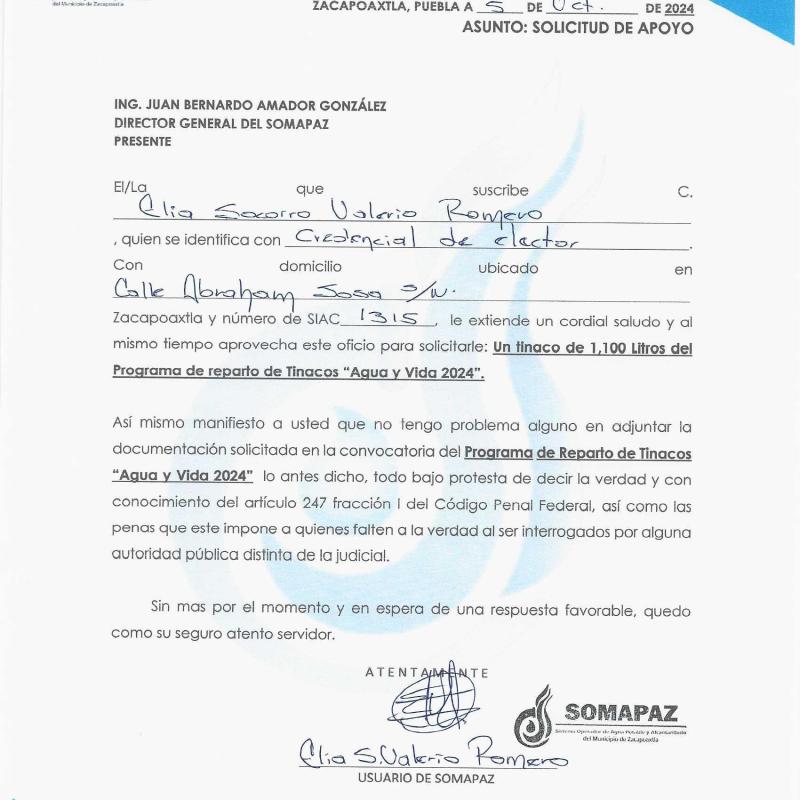 del Municipio de Zacapoaxtla
ZACAPOAXTLA, PUEBLA A 5 DE Oct. DE 2024
ASUNTO: SOLICITUD DE APOYO
ING. JUAN BERNARDO AMADOR GONZÁLEZ
DIRECTOR GENERAL DEL SOMAPAZ
PRESENTE
El/La que suscribe C.
Elia Socorro Valerio Romero
, quien se identifica con Credencial de elector.
Con domicilio ubicado en
Calle Abraham Sosa s/n.
Zacapoaxtla y número de SIAC 1315, le extiende un cordial saludo y al
mismo tiempo aprovecha este oficio para solicitarle: Un tinaco de 1,100 Litros del
Programa de reparto de Tinacos “Agua y Vida 2024”.
Así mismo manifiesto a usted que no tengo problema alguno en adjuntar la
documentación solicitada en la convocatoria del Programa de Reparto de Tinacos
“Agua y Vida 2024” lo antes dicho, todo bajo protesta de decir la verdad y con
conocimiento del artículo 247 fracción I del Código Penal Federal, así como las
penas que este impone a quienes falten a la verdad al ser interrogados por alguna
autoridad pública distinta de la judicial.
Sin mas por el momento y en espera de una respuesta favorable, quedo
como su seguro atento servidor.
ATENTAMENTE
SOMAPAZ
Sistema Operador de Agua Potable y Alcantarillado
del Municipio de Zacapoaxtla
Elia S. Valerio Romero
USUARIO DE SOMAPAZ